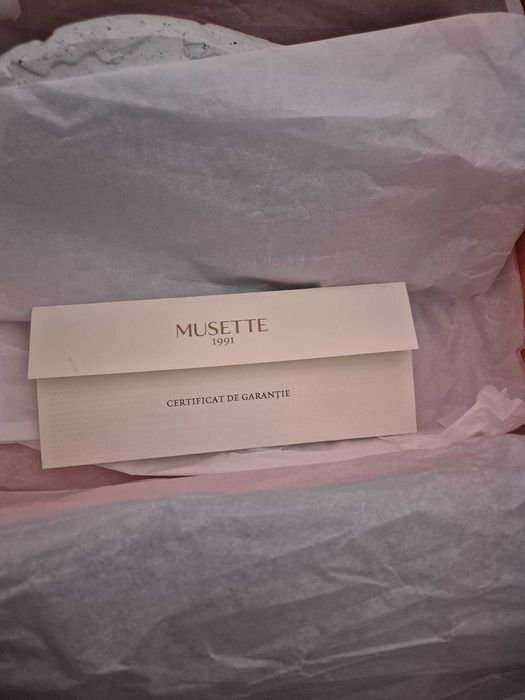 MUSETTE
1991
CERTIFICAT DE GARANȚIE